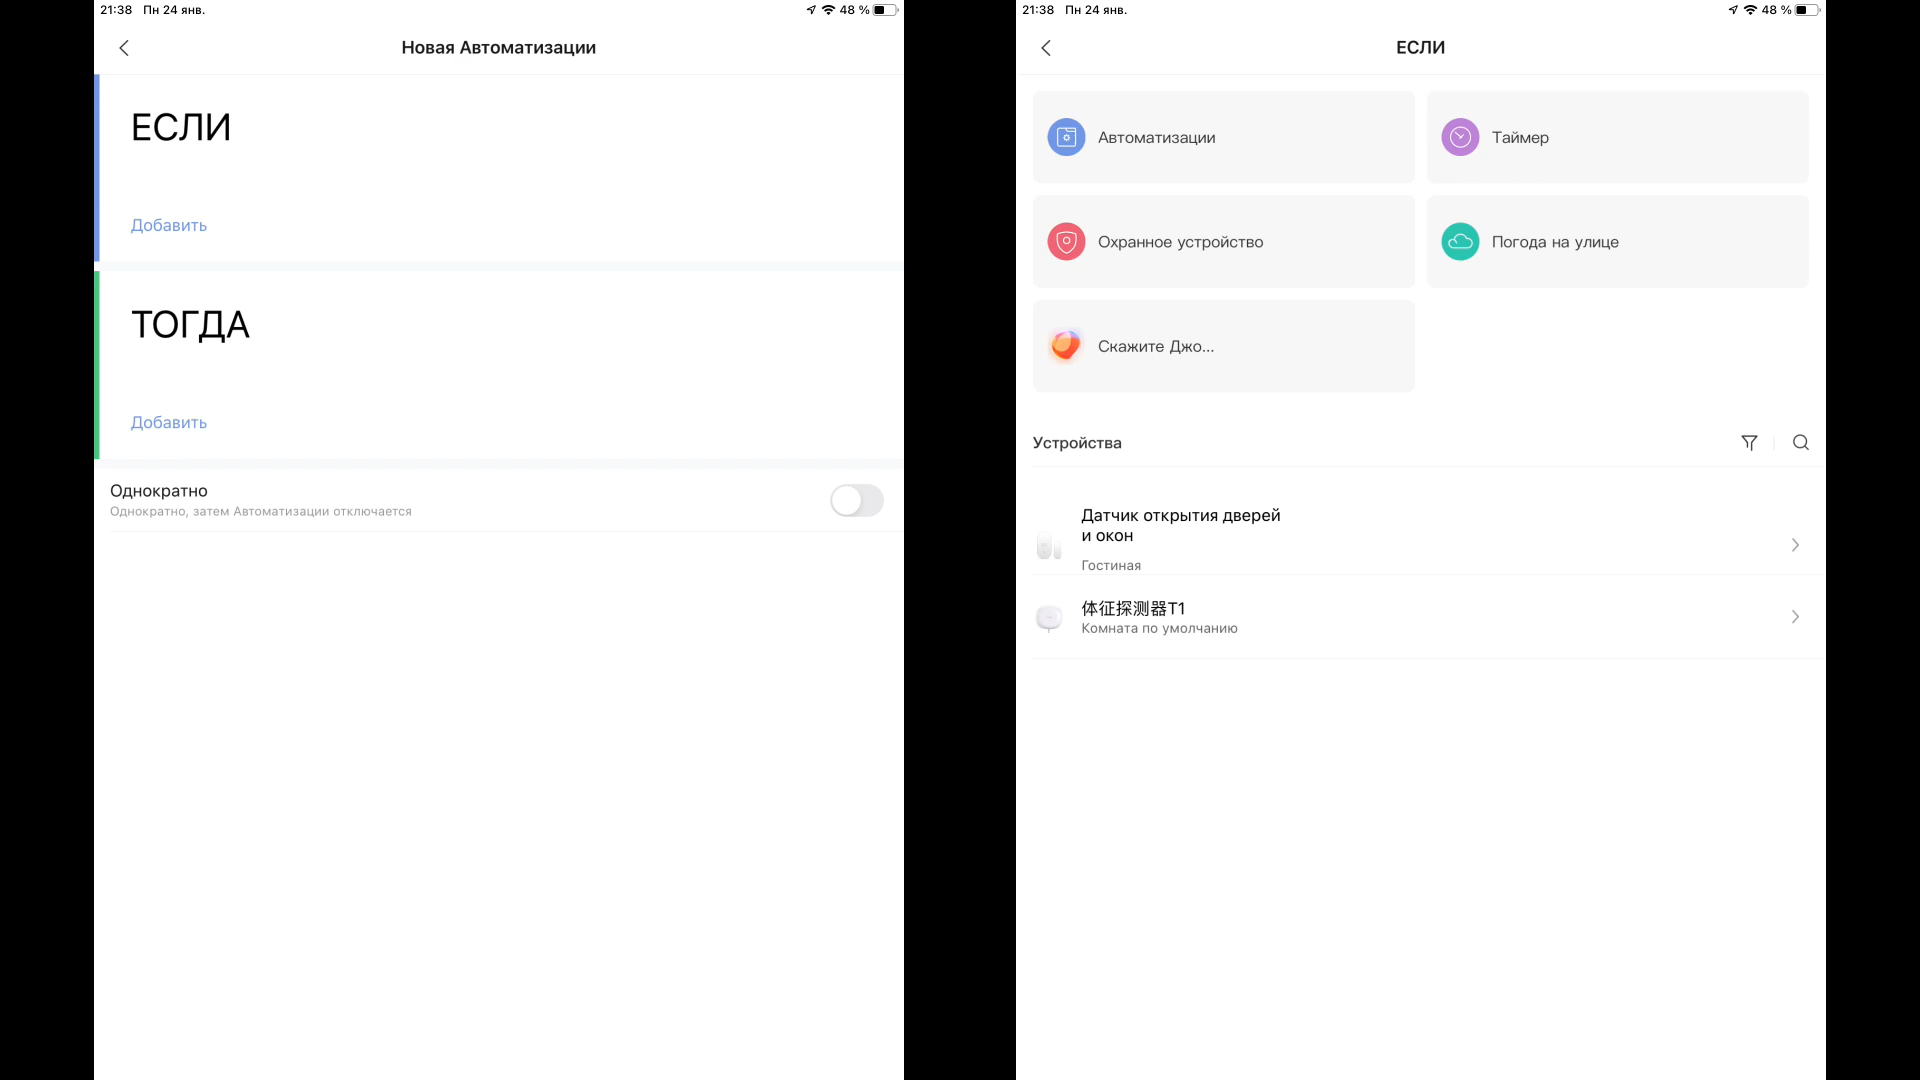 21:38 Пн 24 янв.
48 %
Новая Автоматизации
ЕСЛИ
Добавить
ТОГДА
Добавить
Однократно
Однократно, затем Автоматизации отключается
21:38 Пн 24 янв.
48 %
ЕСЛИ
Автоматизации
Таймер
Охранное устройство
Погода на улице
Скажите Джо...
Устройства
Датчик открытия дверей
и окон
Гостиная
体征探测器T1
Комната по умолчанию